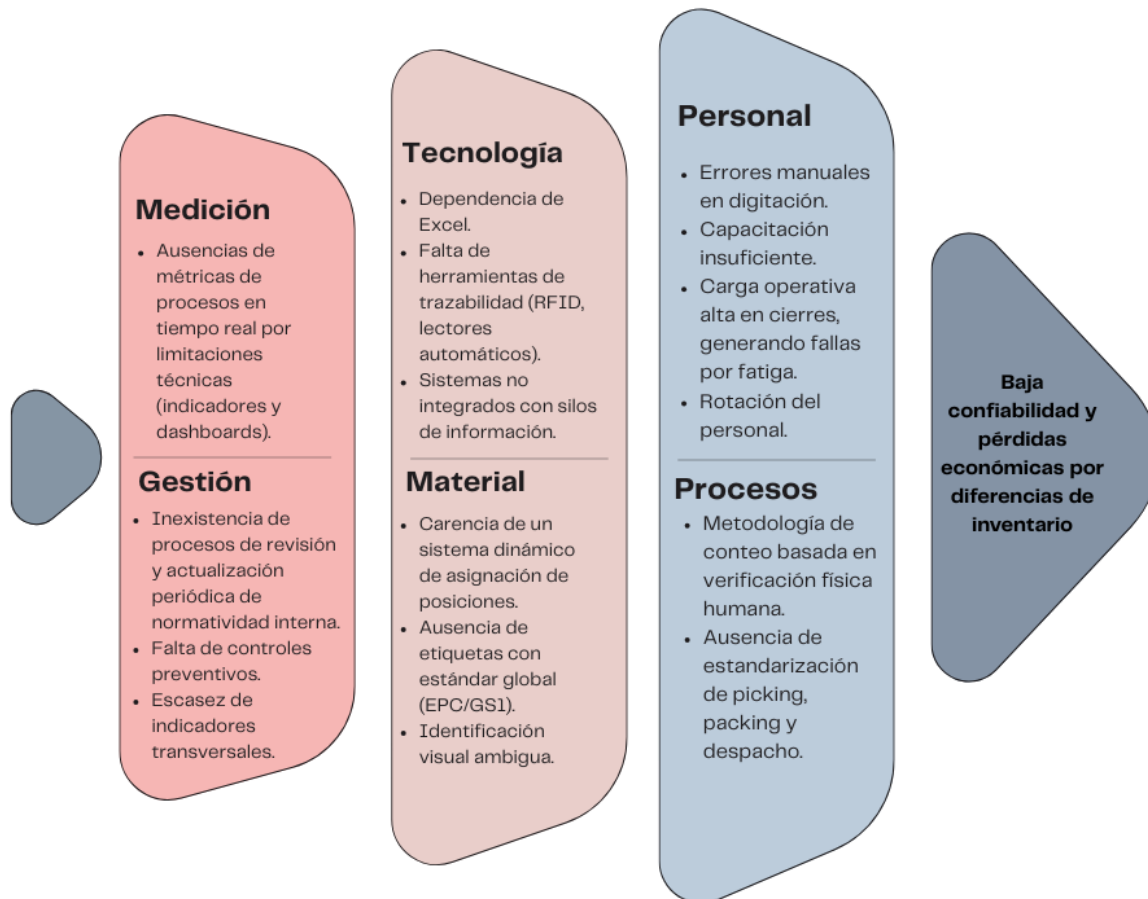 Medición
• Ausencias de
métricas de
procesos en
tiempo real por
limitaciones
técnicas
(indicadores y
dashboards).
Gestión
• Inexistencia de
procesos de revisión
y actualización
periódica de
normatividad interna.
• Falta de controles
preventivos.
• Escasez de
indicadores
transversales.
Tecnología
• Dependencia de
Excel.
• Falta de
herramientas de
trazabilidad (RFID,
lectores
automáticos).
• Sistemas no
integrados con silos
de información.
Material
• Carencia de un
sistema dinámico
de asignación de
posiciones.
• Ausencia de
etiquetas con
estándar global
(EPC/GS1).
• Identificación
visual ambigua.
Personal
• Errores manuales
en digitación.
• Capacitación
insuficiente.
• Carga operativa
alta en cierres,
generando fallas
por fatiga.
• Rotación del
personal.
Procesos
• Metodología de
conteo basada en
verificación física
humana.
• Ausencia de
estandarización
de picking,
packing y
despacho.
Baja
confiabilidad y
pérdidas
económicas por
diferencias de
inventario